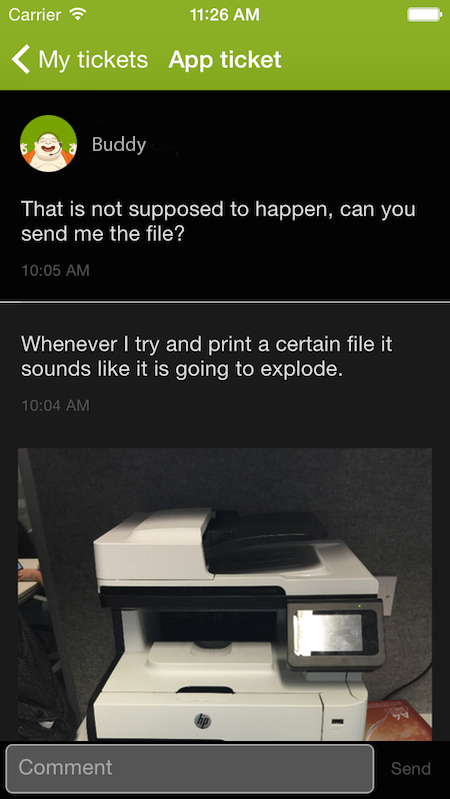 Carrier 11:26 AM
My tickets App ticket
Buddy
That is not supposed to happen, can you
send me the file?
10:05 AM
Whenever I try and print a certain file it
sounds like it is going to explode.
10:04 AM
hp
A4
Comment Send